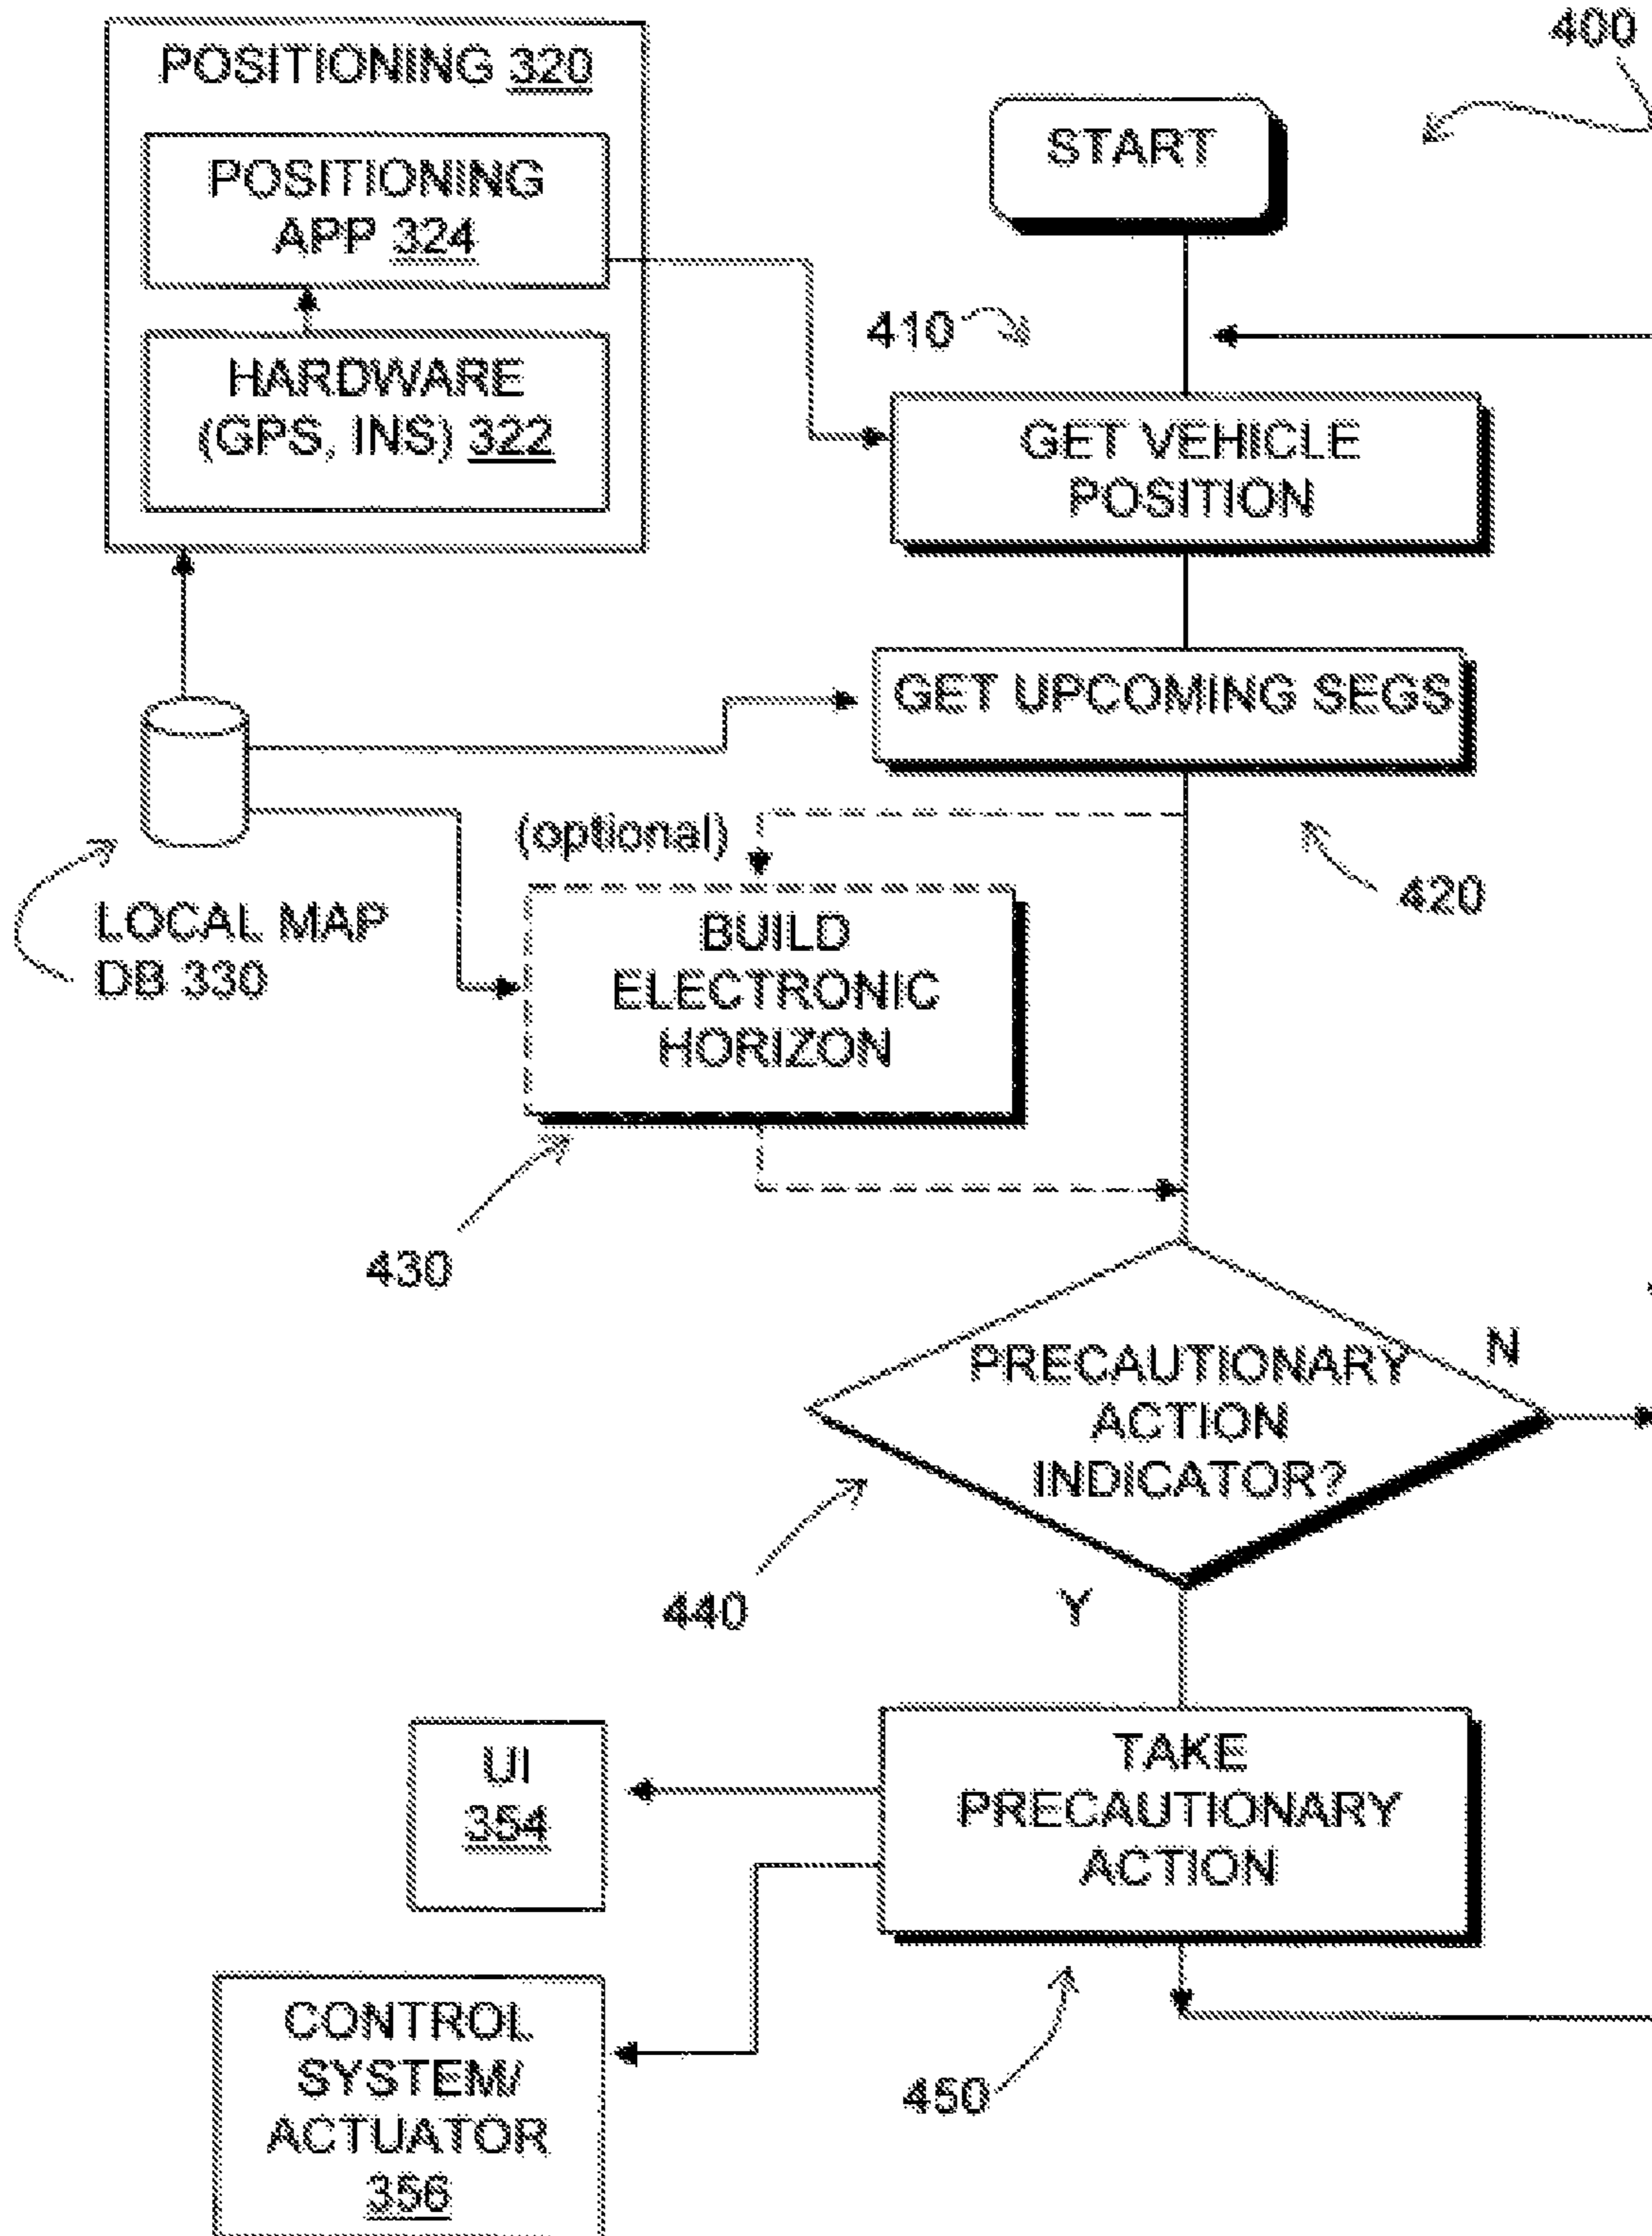 400
POSITIONING 320
POSITIONING
APP 324
HARDWARE
(GPS, INS) 322
START
410
GET VEHICLE
POSITION
GET UPCOMING SEGS
420
LOCAL MAP
DB 330
(optional)
BUILD
ELECTRONIC
HORIZON
430
PRECAUTIONARY
ACTION
INDICATOR?
N
440
Y
TAKE
PRECAUTIONARY
ACTION
UI
354
450
CONTROL
SYSTEM/
ACTUATOR
356